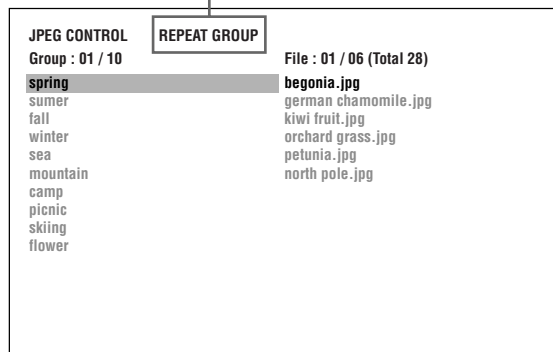 JPEG CONTROL REPEAT GROUP
Group : 01 / 10 File : 01 / 06 (Total 28)
spring begonia.jpg
sumer german chamomile.jpg
fall kiwi fruit.jpg
winter orchard grass.jpg
sea petunia.jpg
mountain north pole.jpg
camp
picnic
skiing
flower